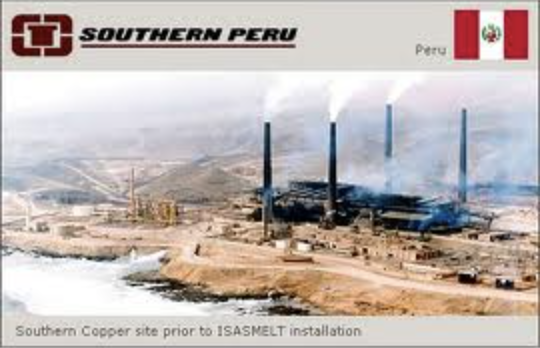 SOUTHERN PERU
Peru
Southern Copper site prior to ISASMELT installation